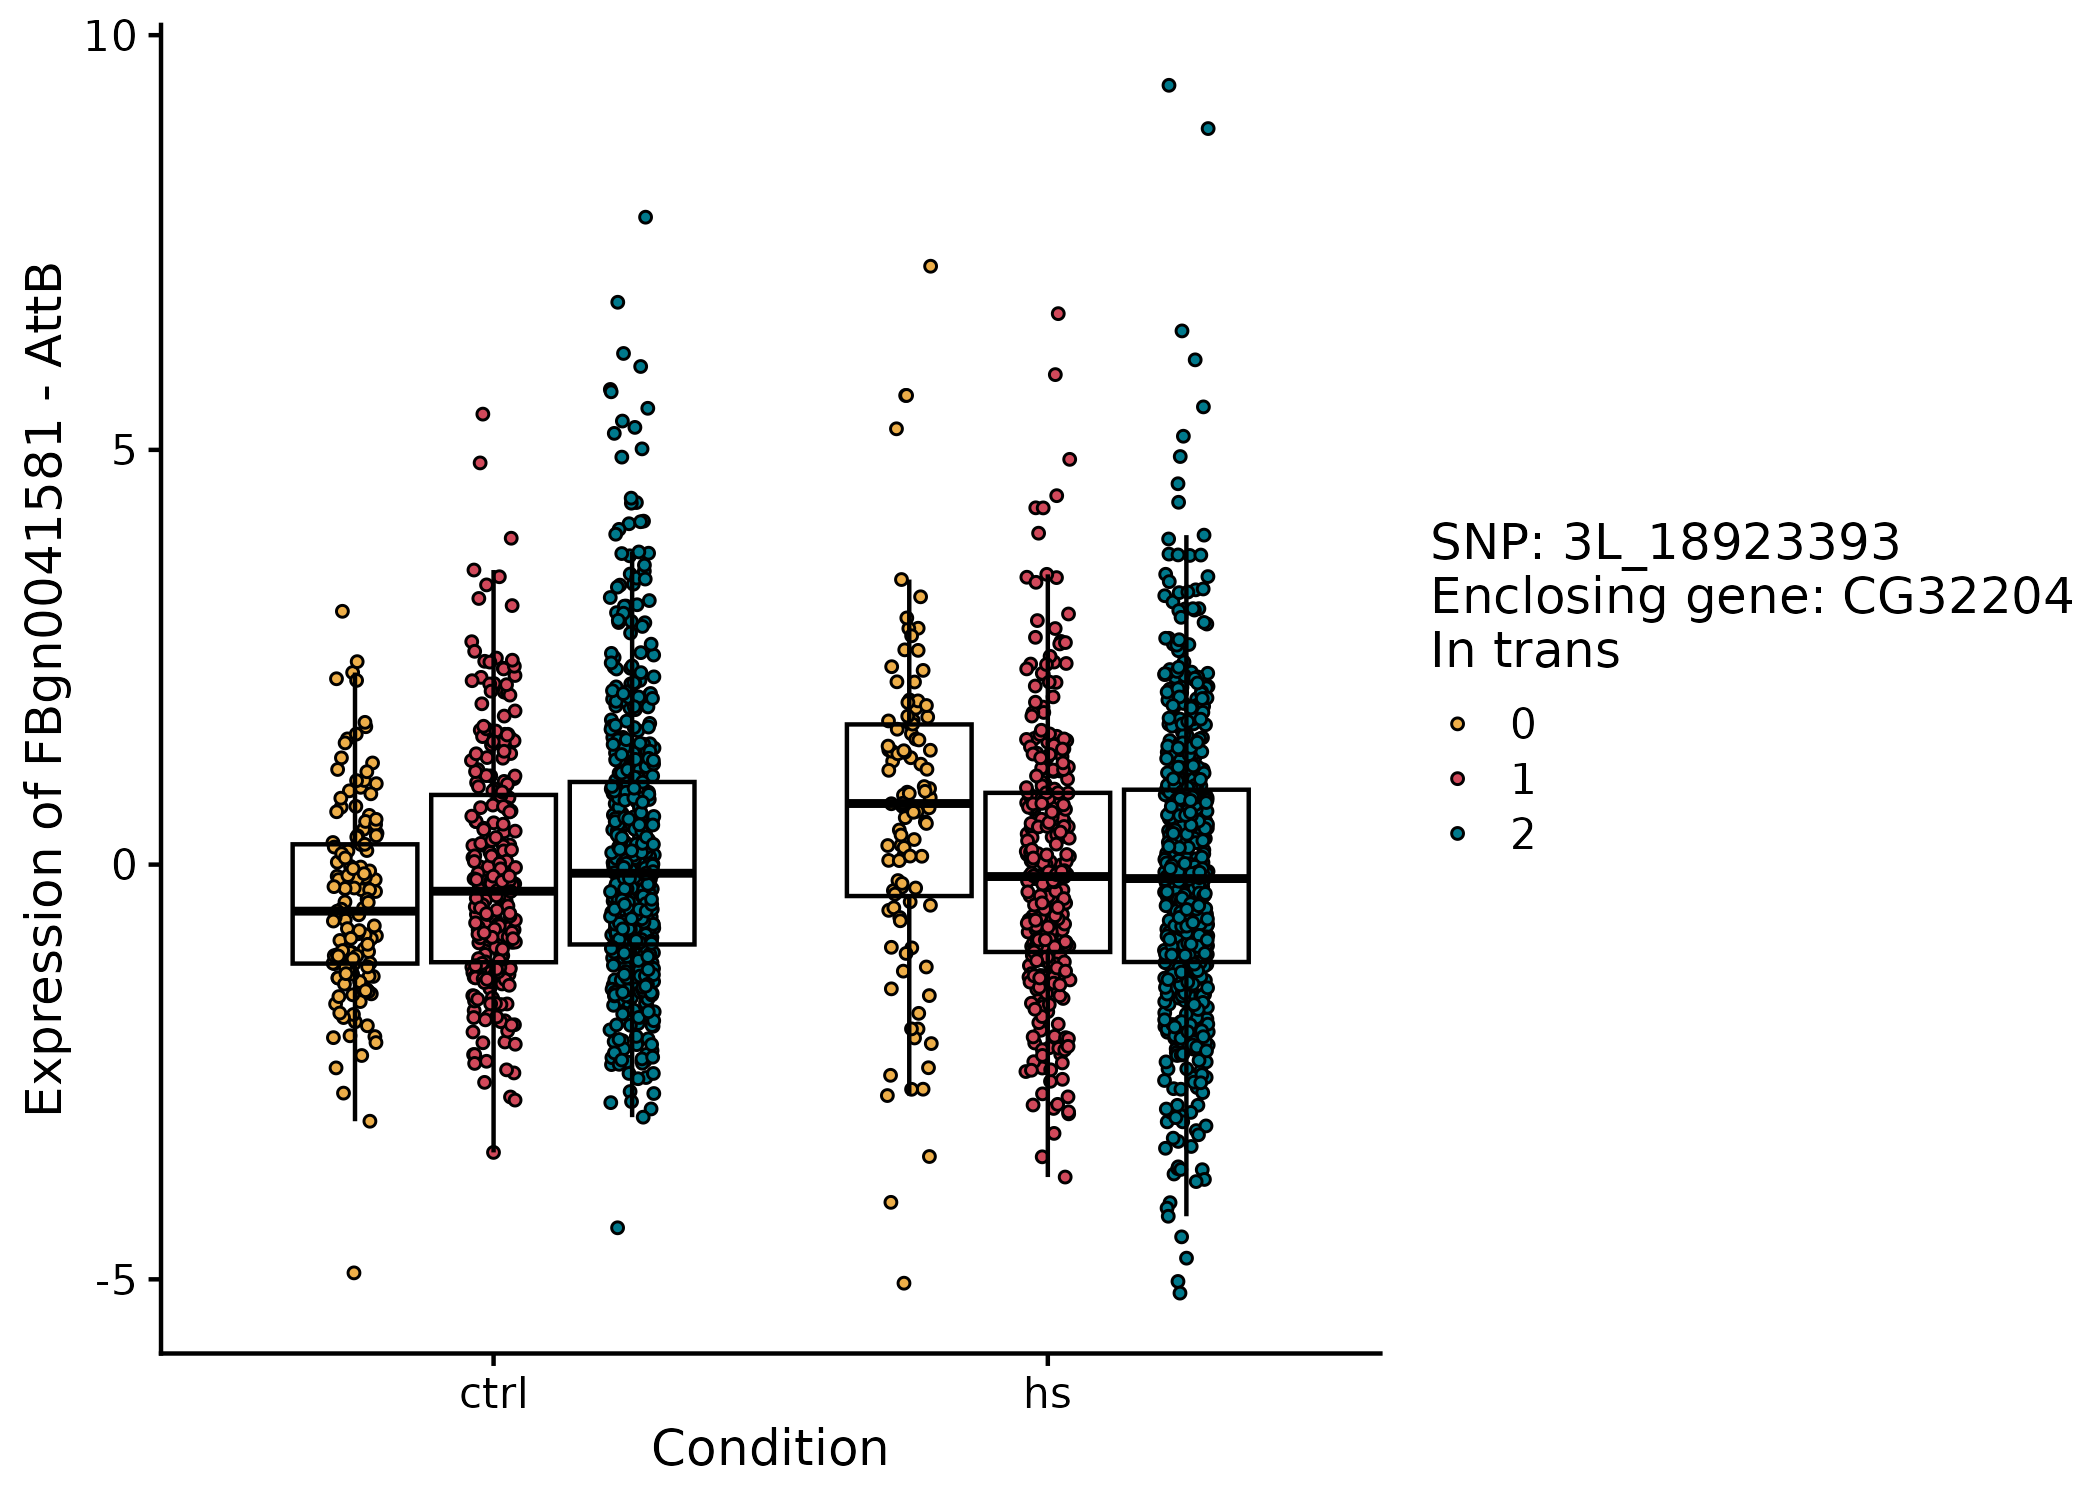 Expression of FBgn0041581 - AttB
10
5
0
-5
ctrl
hs
Condition
SNP: 3L_18923393
Enclosing gene: CG32204
In trans
0
1
2